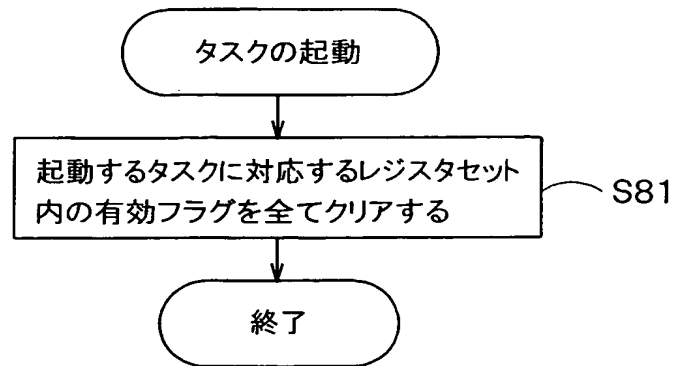 タスクの起動
起動するタスクに対応するレジスタセット
内の有効フラグを全てクリアする
S81
終了